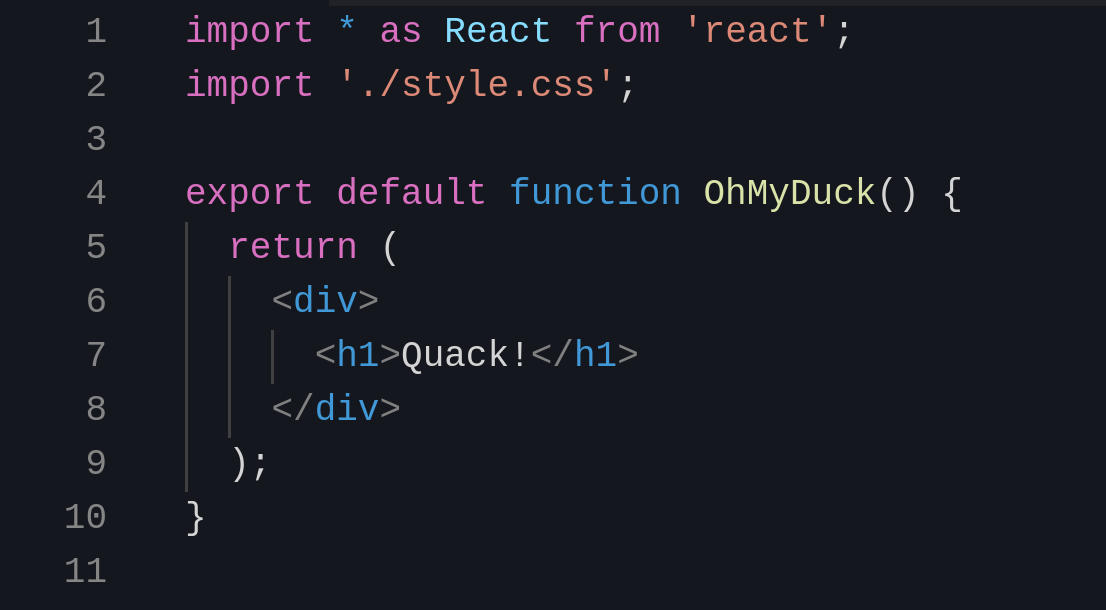 1 import * as React from 'react';
2 import './style.css';
3
4 export default function OhMyDuck() {
5   return (
6     <div>
7       <h1>Quack!</h1>
8     </div>
9   );
10 }
11